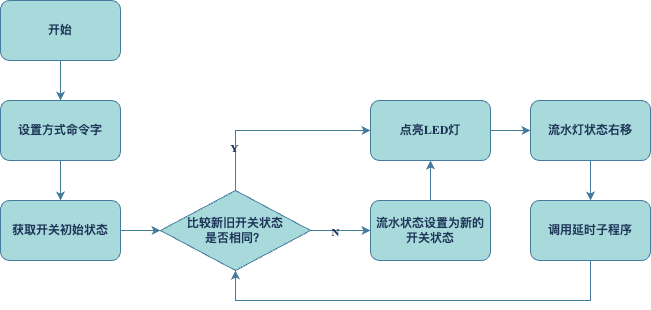 开始
设置方式命令字
获取开关初始状态
比较新旧开关状态
是否相同?
Y
N
点亮LED灯
流水状态设置为新的
开关状态
流水灯状态右移
调用延时子程序